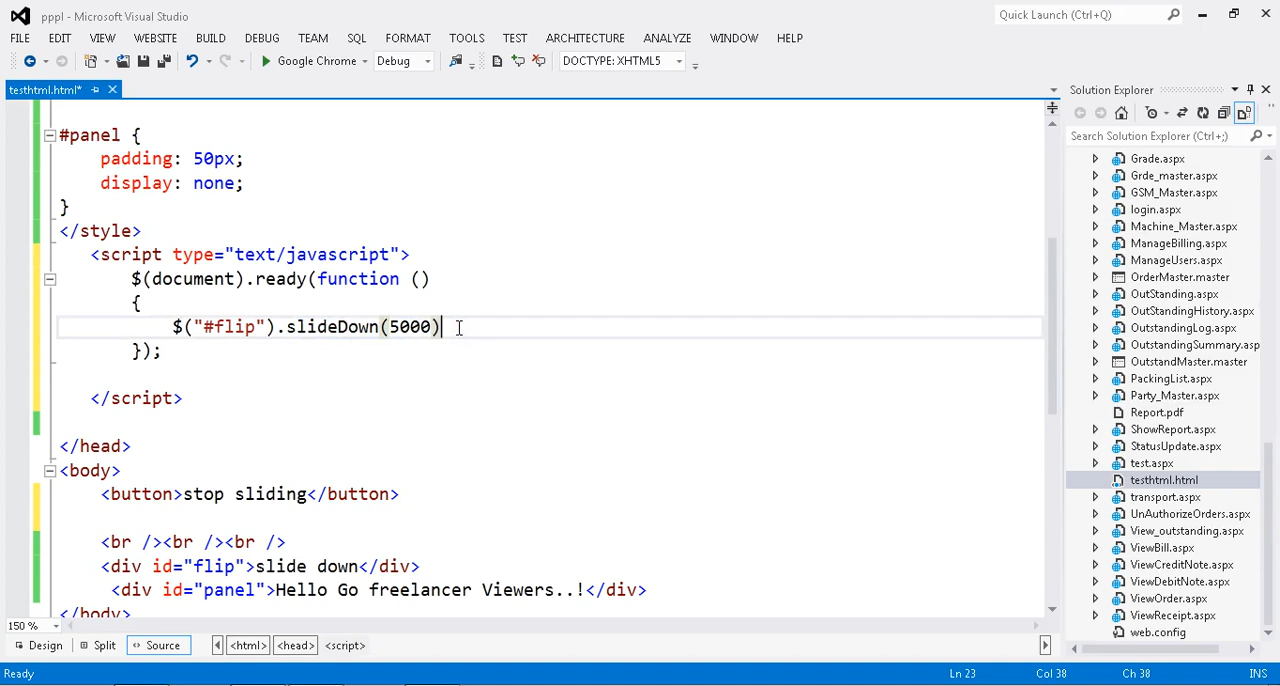 pppl - Microsoft Visual Studio
Quick Launch (Ctrl+Q)
FILE EDIT VIEW WEBSITE BUILD DEBUG TEAM SQL FORMAT TOOLS TEST ARCHITECTURE ANALYZE WINDOW HELP
Google Chrome Debug DOCTYPE: XHTML5
testhtml.html*
#panel {
padding: 50px;
display: none;
}
</style>
<script type="text/javascript">
$(document).ready(function ()
{
$("#flip").slideDown(5000)
});
</script>
</head>
<body>
<button>stop sliding</button>
<br /><br /><br />
<div id="flip">slide down</div>
<div id="panel">Hello Go freelancer Viewers..!</div>
</body>
150 %
Design Split Source <html> <head> <script>
Ready Ln 23 Col 38 Ch 38 INS
Solution Explorer
Search Solution Explorer (Ctrl+;)
Grade.aspx
Grde_master.aspx
GSM_Master.aspx
login.aspx
Machine_Master.aspx
ManageBilling.aspx
ManageUsers.aspx
OrderMaster.master
OutStanding.aspx
OutStandingHistory.aspx
OutstandingLog.aspx
OutstandingSummary.asp
OutstandMaster.master
PackingList.aspx
Party_Master.aspx
Report.pdf
ShowReport.aspx
StatusUpdate.aspx
test.aspx
testhtml.html
transport.aspx
UnAuthorizeOrders.aspx
View_outstanding.aspx
ViewBill.aspx
ViewCreditNote.aspx
ViewDebitNote.aspx
ViewOrder.aspx
ViewReceipt.aspx
web.config